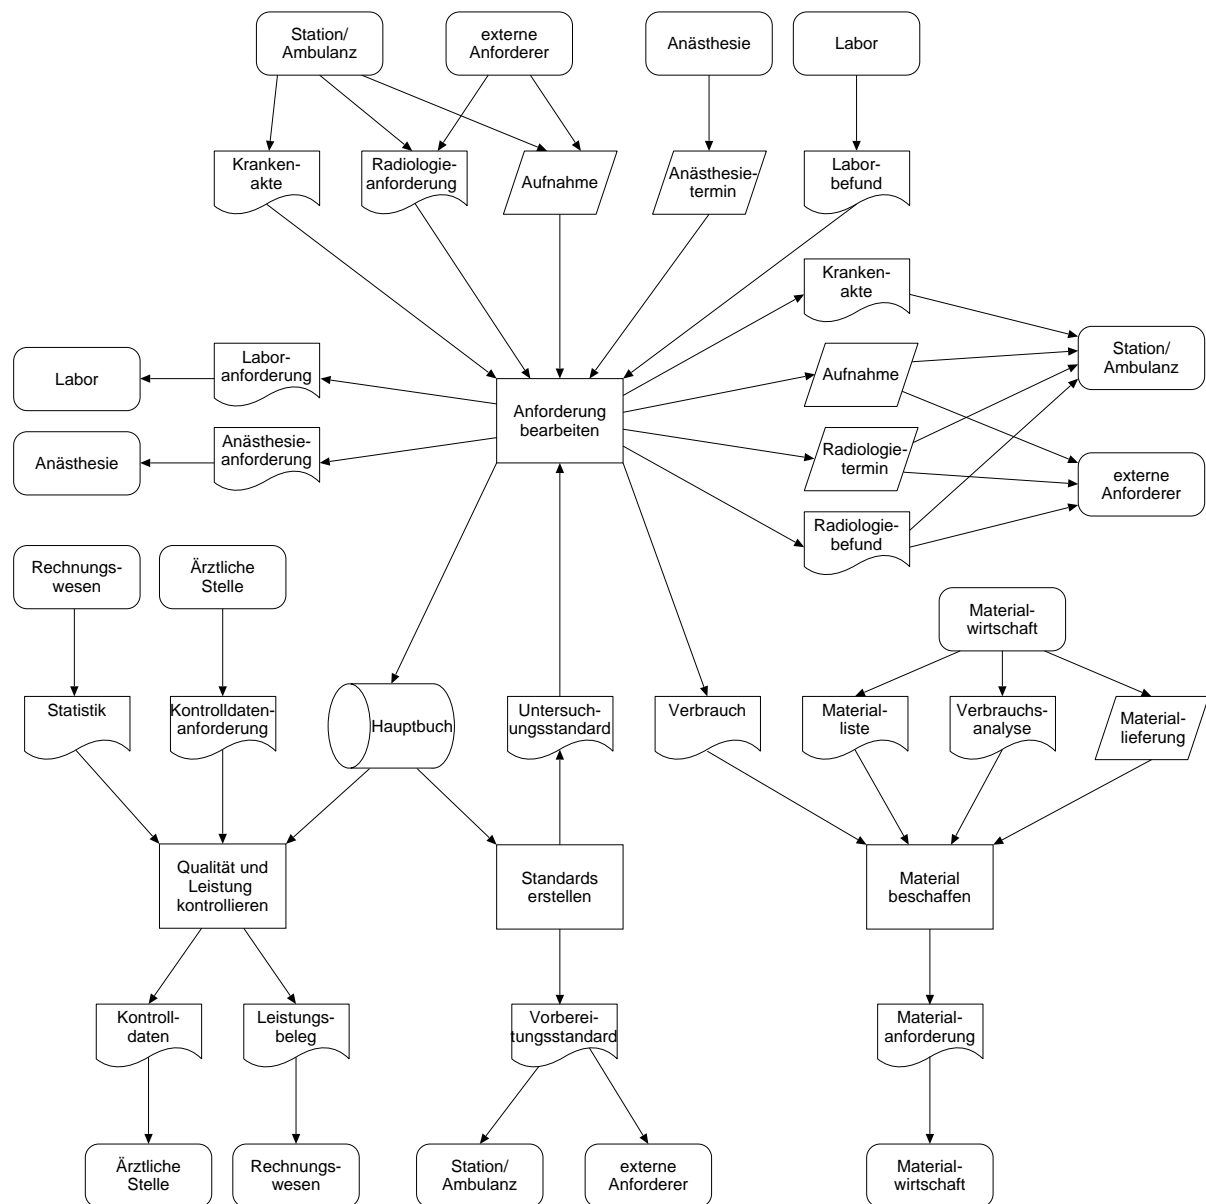 Station/
Ambulanz
externe
Anforderer
Anästhesie
Labor
Kranken-
akte
Radiologie-
anforderung
Aufnahme
Anästhesie-
termin
Labor-
befund
Kranken-
akte
Station/
Ambulanz
Labor
Labor-
anforderung
Aufnahme
Anforderung
bearbeiten
Anästhesie
Anästhesie-
anforderung
Radiologie-
termin
externe
Anforderer
Radiologie-
befund
Rechnungs-
wesen
Ärztliche
Stelle
Material-
wirtschaft
Statistik
Kontrolldaten-
anforderung
Hauptbuch
Untersuch-
ungsstandard
Verbrauch
Material-
liste
Verbrauchs-
analyse
Material-
lieferung
Qualität und
Leistung
kontrollieren
Standards
erstellen
Material
beschaffen
Kontroll-
daten
Leistungs-
beleg
Vorberei-
tungsstandard
Material-
anforderung
Ärztliche
Stelle
Rechnungs-
wesen
Station/
Ambulanz
externe
Anforderer
Material-
wirtschaft